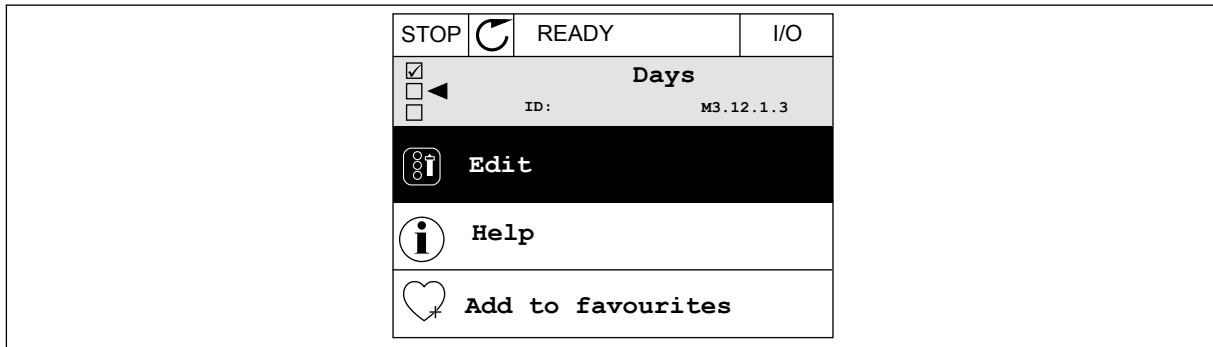 STOP READY I/O
Days
ID: M3.12.1.3
Edit
Help
Add to favourites